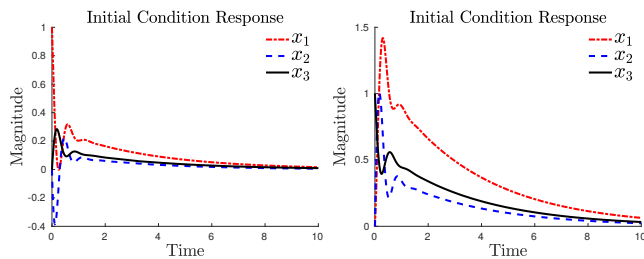 Initial Condition Response
x₁
x₂
x₃
Magnitude
1
0.8
0.6
0.4
0.2
0
-0.2
-0.4
0 2 4 6 8 10
Time
Initial Condition Response
x₁
x₂
x₃
Magnitude
1.5
1
0.5
0
0 2 4 6 8 10
Time